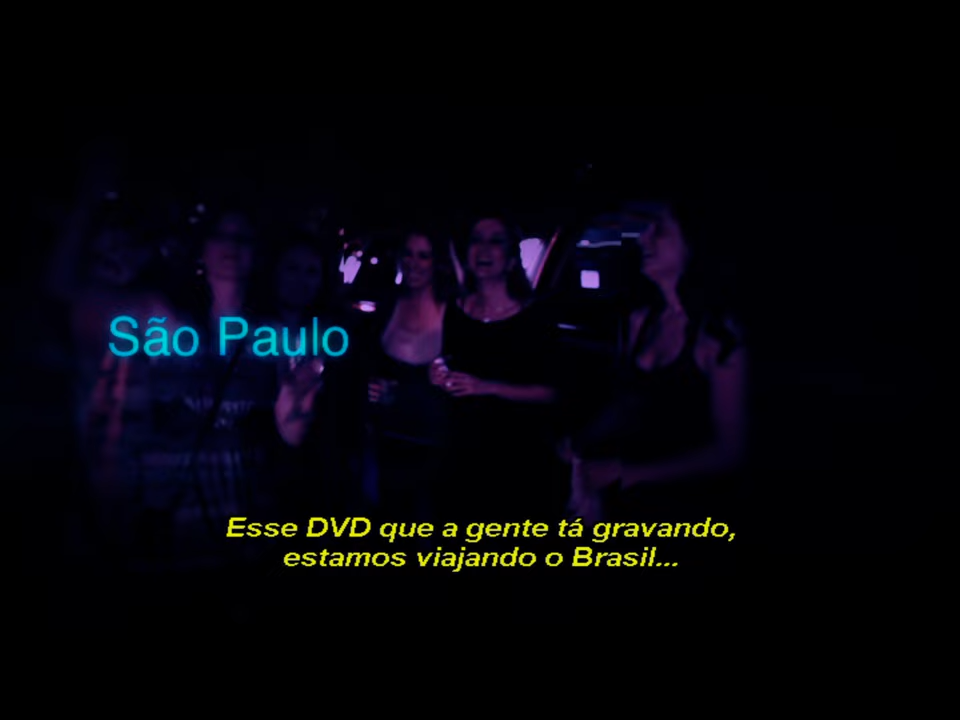 São Paulo
Esse DVD que a gente tá gravando,
estamos viajando o Brasil...